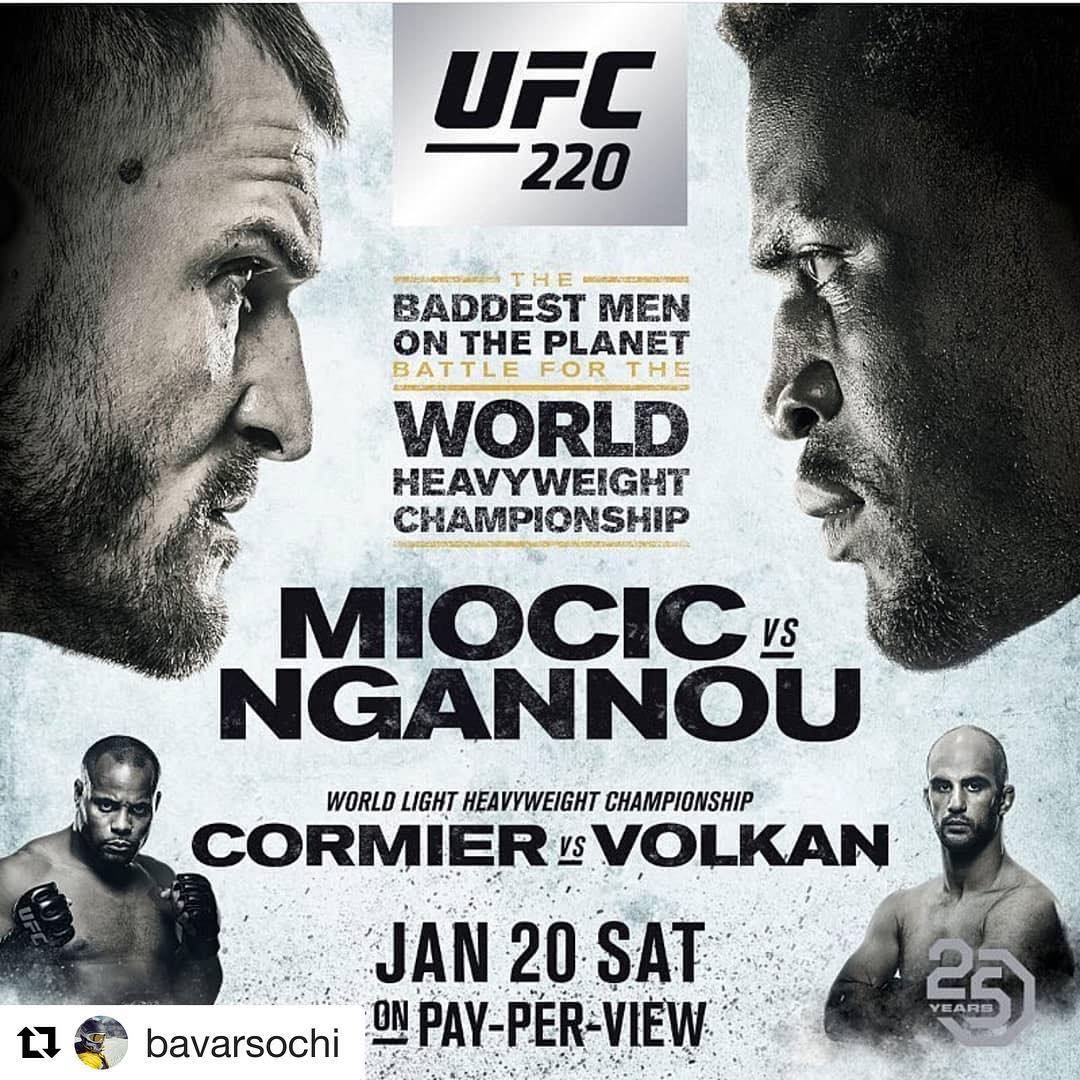 UFC
220
THE
BADDEST MEN
ON THE PLANET
BATTLE FOR THE
WORLD
HEAVYWEIGHT
CHAMPIONSHIP
MIOCIC VS
NGANNOU
WORLD LIGHT HEAVYWEIGHT CHAMPIONSHIP
CORMIER VS VOLKAN
UFC
JAN 20 SAT
ON PAY-PER-VIEW
25
YEARS
bavarsochi